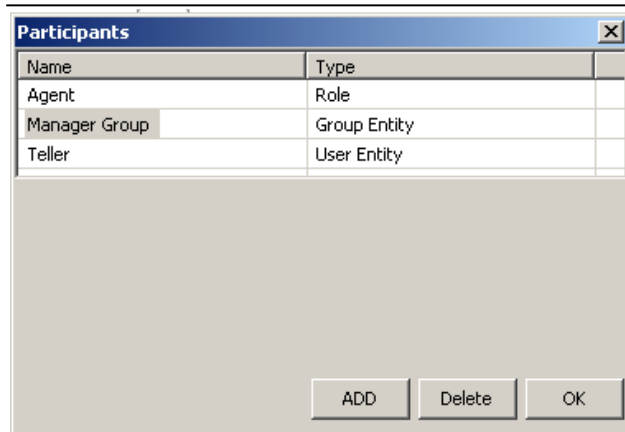 Participants
Name Type
Agent Role
Manager Group Group Entity
Teller User Entity
ADD Delete OK